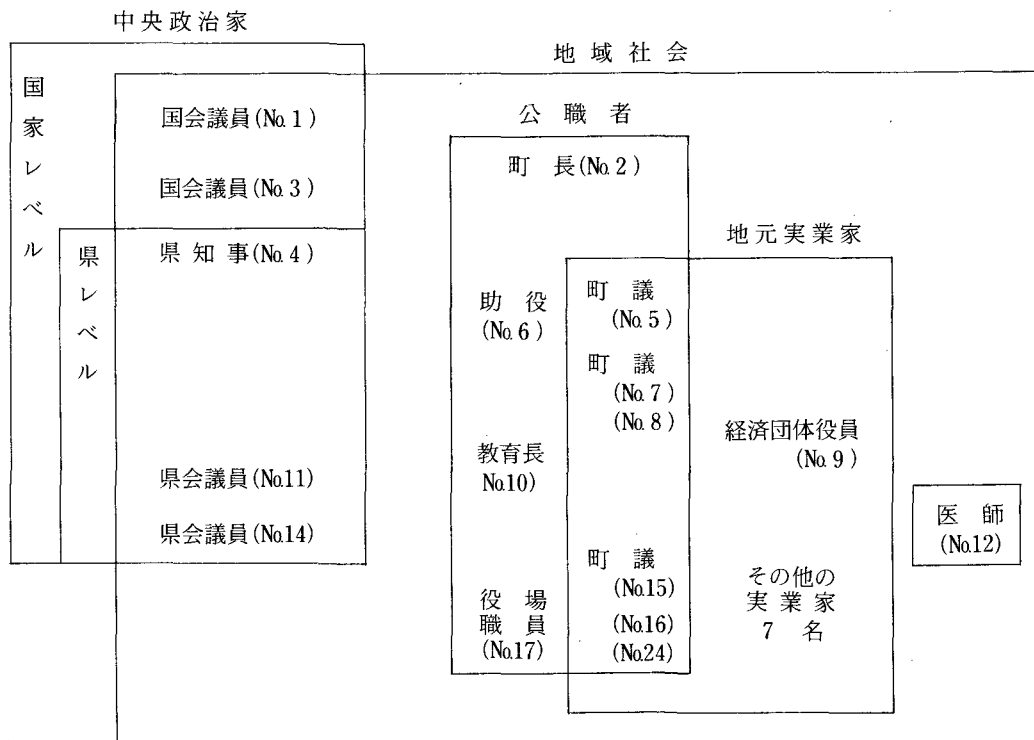 中央政治家
国家レベル
県レベル
国会議員(No.1)
国会議員(No.3)
県知事(No.4)
県会議員(No.11)
県会議員(No.14)
地域社会
公職者
町長(No.2)
助役
(No.6)
教育長
No.10)
役場
職員
(No.17)
地元実業家
町議
(No.5)
町議
(No.7)
(No.8)
町議
(No.15)
(No.16)
(No.24)
経済団体役員
(No.9)
その他の
実業家
7名
医師
(No.12)